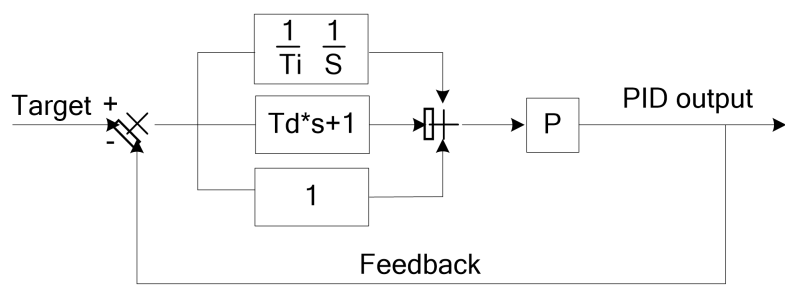 1 1
Ti S
Target + -
Td*s+1
P
PID output
1
Feedback